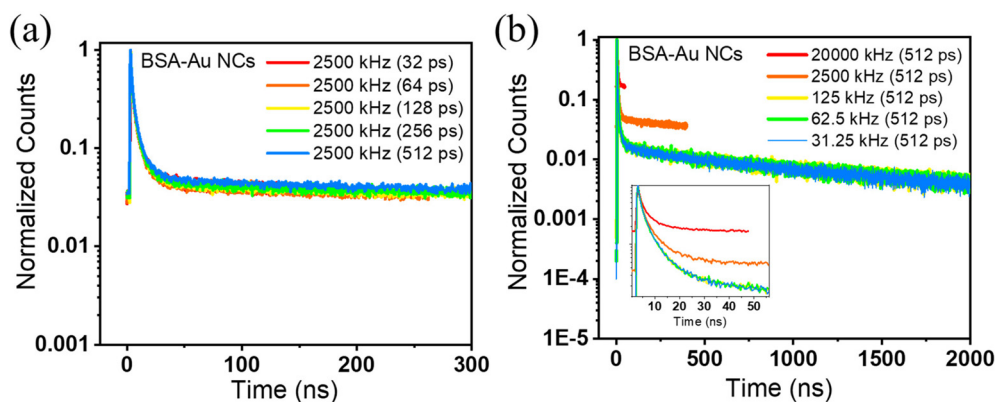 (a)
BSA-Au NCs
2500 kHz (32 ps)
2500 kHz (64 ps)
2500 kHz (128 ps)
2500 kHz (256 ps)
2500 kHz (512 ps)
Normalized Counts
1
0.1
0.01
0.001
0
100
200
300
Time (ns)
(b)
BSA-Au NCs
20000 kHz (512 ps)
2500 kHz (512 ps)
125 kHz (512 ps)
62.5 kHz (512 ps)
31.25 kHz (512 ps)
Normalized Counts
1
0.1
0.01
0.001
1E-4
1E-5
10 20 30 40 50
Time (ns)
0
500
1000
1500
2000
Time (ns)